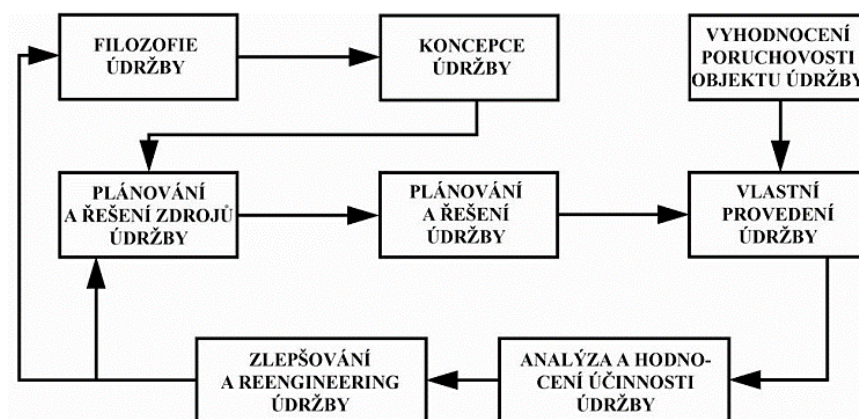 FILOZOFIE
ÚDRŽBY
KONCEPCE
ÚDRŽBY
VYHODNOCENÍ
PORUCHOVOSTI
OBJEKTU ÚDRŽBY
PLÁNOVÁNÍ
A ŘEŠENÍ ZDROJŮ
ÚDRŽBY
PLÁNOVÁNÍ
A ŘEŠENÍ
ÚDRŽBY
VLASTNÍ
PROVEDENÍ
ÚDRŽBY
ZLEPŠOVÁNÍ
A REENGINEERING
ÚDRŽBY
ANALÝZA A HODNO-
CENÍ ÚČINNOSTI
ÚDRŽBY